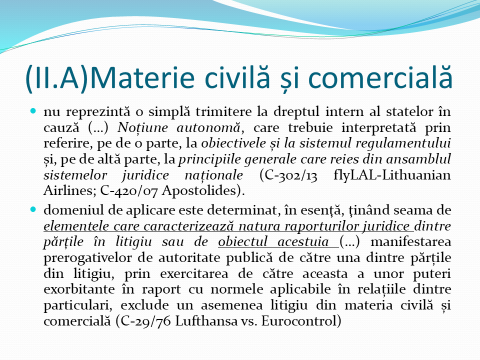 (II.A)Materie civilă și comercială
nu reprezintă o simplă trimitere la dreptul intern al statelor în
cauză (…) Noțiune autonomă, care trebuie interpretată prin
referire, pe de o parte, la obiectivele și la sistemul regulamentului
și, pe de altă parte, la principiile generale care reies din ansamblul
sistemelor juridice naționale (C-302/13 flyLAL-Lithuanian
Airlines; C-420/07 Apostolides).
domeniul de aplicare este determinat, în esență, ținând seama de
elementele care caracterizează natura raporturilor juridice dintre
părțile în litigiu sau de obiectul acestuia (…) manifestarea
prerogativelor de autoritate publică de către una dintre părțile
din litigiu, prin exercitarea de către aceasta a unor puteri
exorbitante în raport cu normele aplicabile în relațiile dintre
particulari, exclude un asemenea litigiu din materia civilă și
comercială (C-29/76 Lufthansa vs. Eurocontrol)